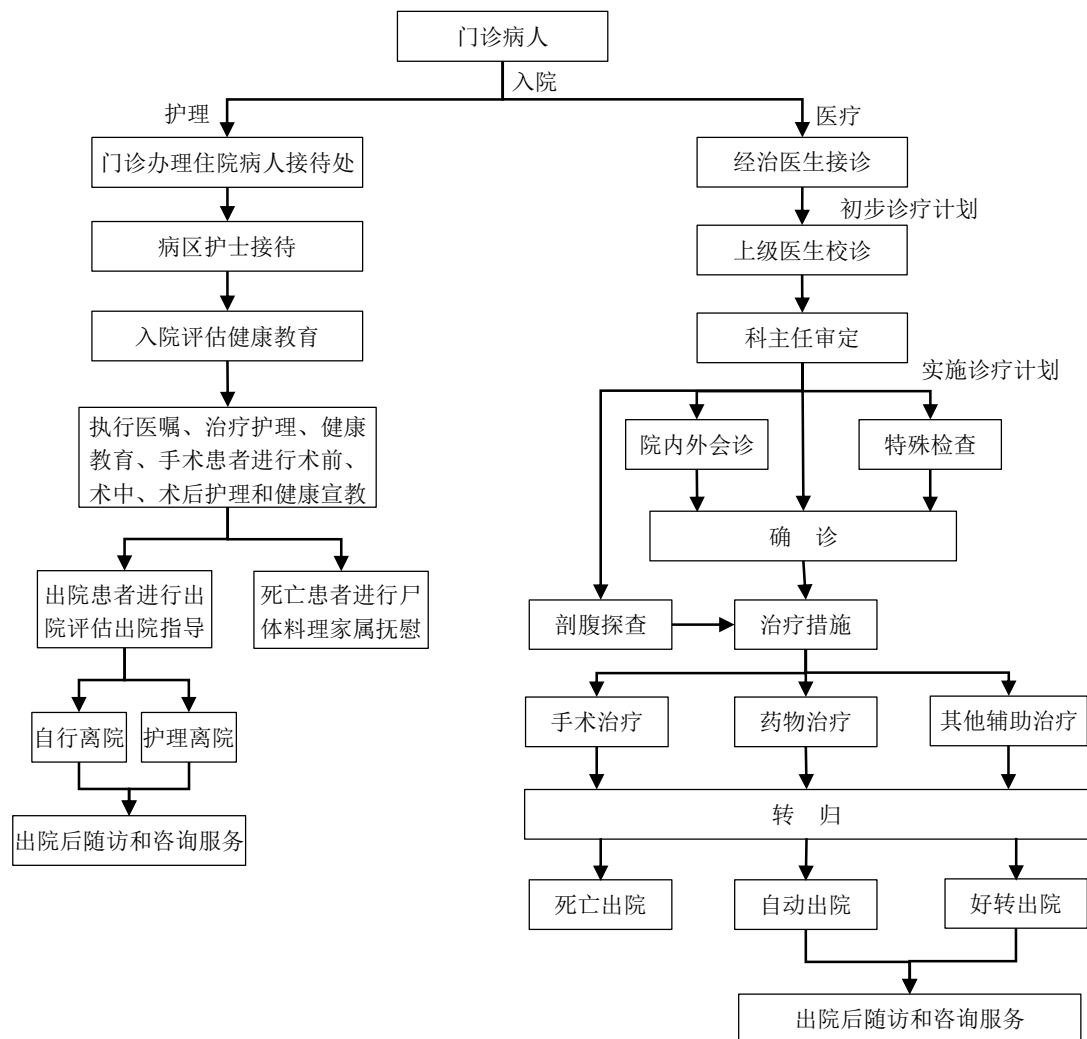 门诊病人
入院
护理
医疗
门诊办理住院病人接待处
经治医生接诊
初步诊疗计划
病区护士接待
上级医生校诊
入院评估健康教育
科主任审定
实施诊疗计划
执行医嘱、治疗护理、健康
教育、手术患者进行术前、
术中、术后护理和健康宣教
院内外会诊
特殊检查
确 诊
出院患者进行出
院评估出院指导
死亡患者进行尸
体料理家属抚慰
剖腹探查
治疗措施
自行离院
护理离院
手术治疗
药物治疗
其他辅助治疗
出院后随访和咨询服务
转 归
死亡出院
自动出院
好转出院
出院后随访和咨询服务